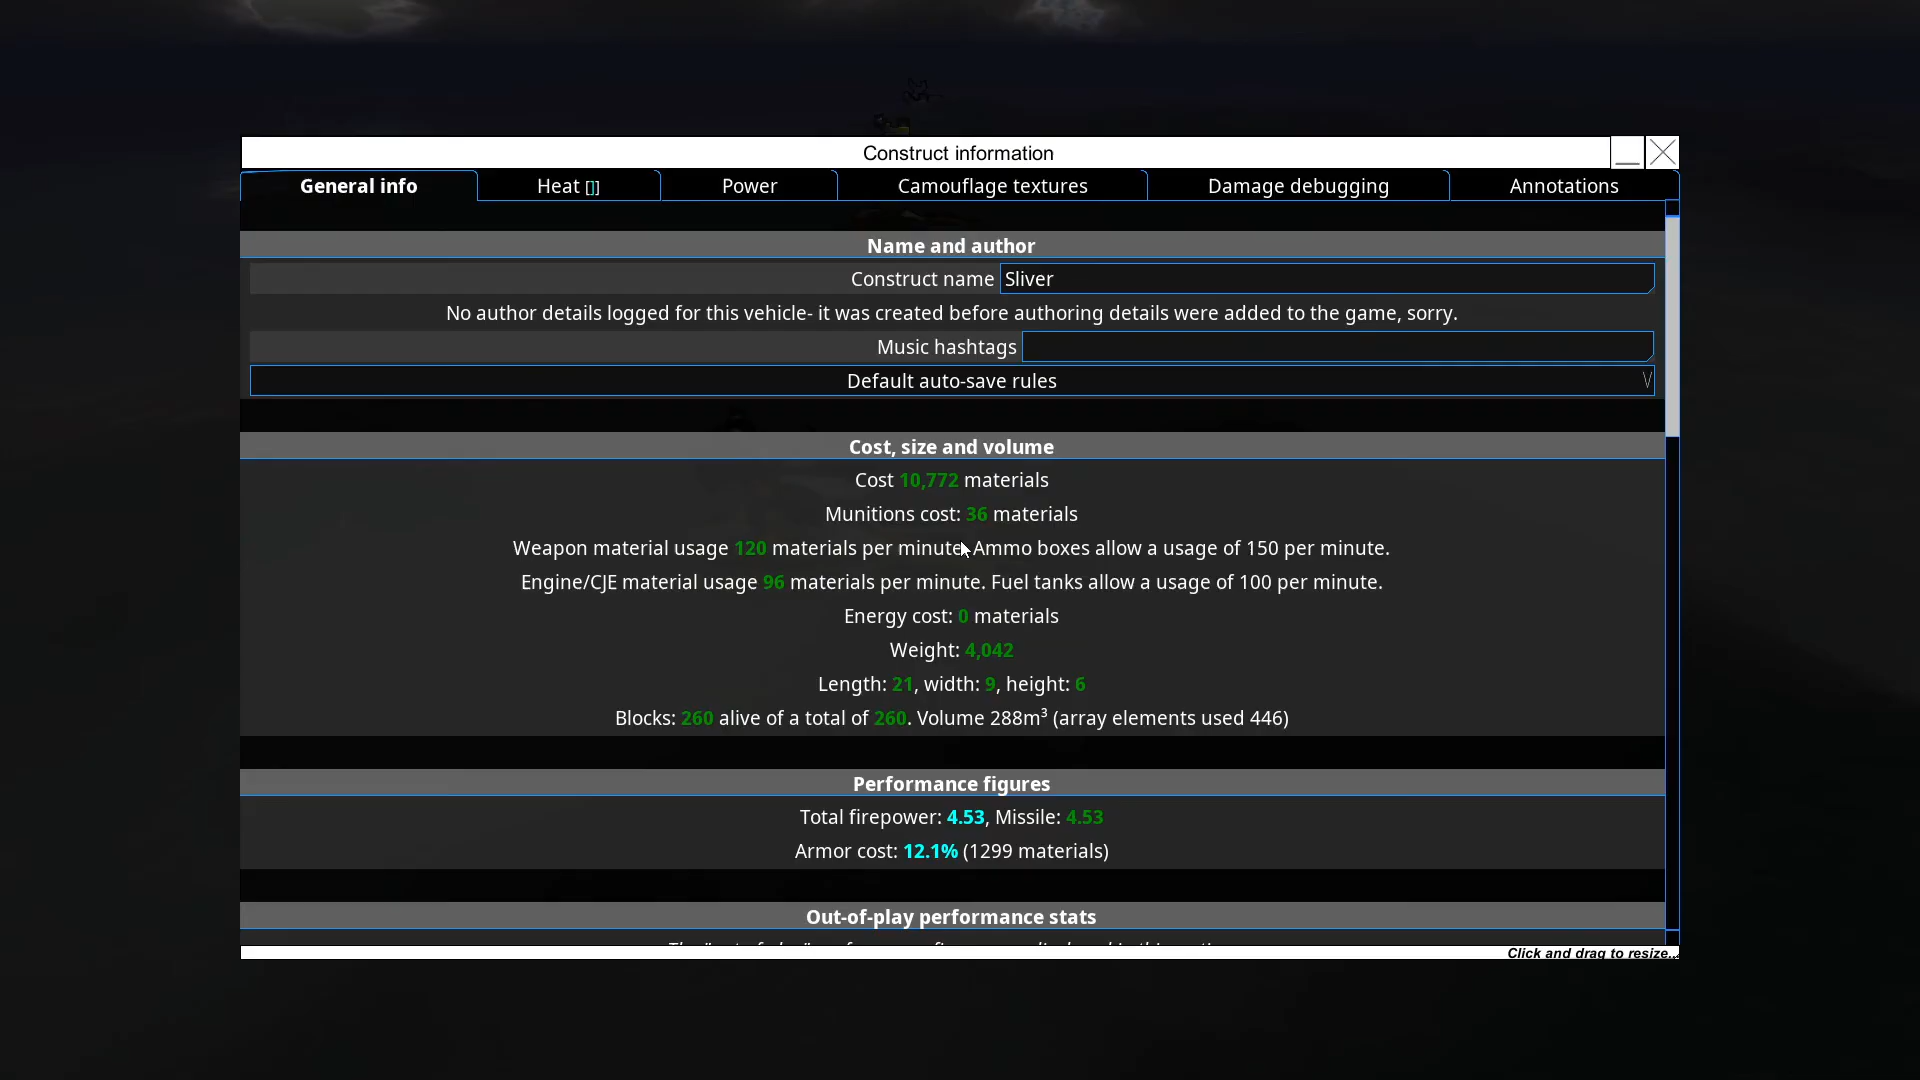 Construct information
General info
Heat []
Power
Camouflage textures
Damage debugging
Annotations
Name and author
Construct name Sliver
No author details logged for this vehicle- it was created before authoring details were added to the game, sorry.
Music hashtags
Default auto-save rules
Cost, size and volume
Cost 10,772 materials
Munitions cost: 36 materials
Weapon material usage 120 materials per minute. Ammo boxes allow a usage of 150 per minute.
Engine/CJE material usage 96 materials per minute. Fuel tanks allow a usage of 100 per minute.
Energy cost: 0 materials
Weight: 4,042
Length: 21, width: 9, height: 6
Blocks: 260 alive of a total of 260. Volume 288m³ (array elements used 446)
Performance figures
Total firepower: 4.53, Missile: 4.53
Armor cost: 12.1% (1299 materials)
Out-of-play performance stats
Click and drag to resize...